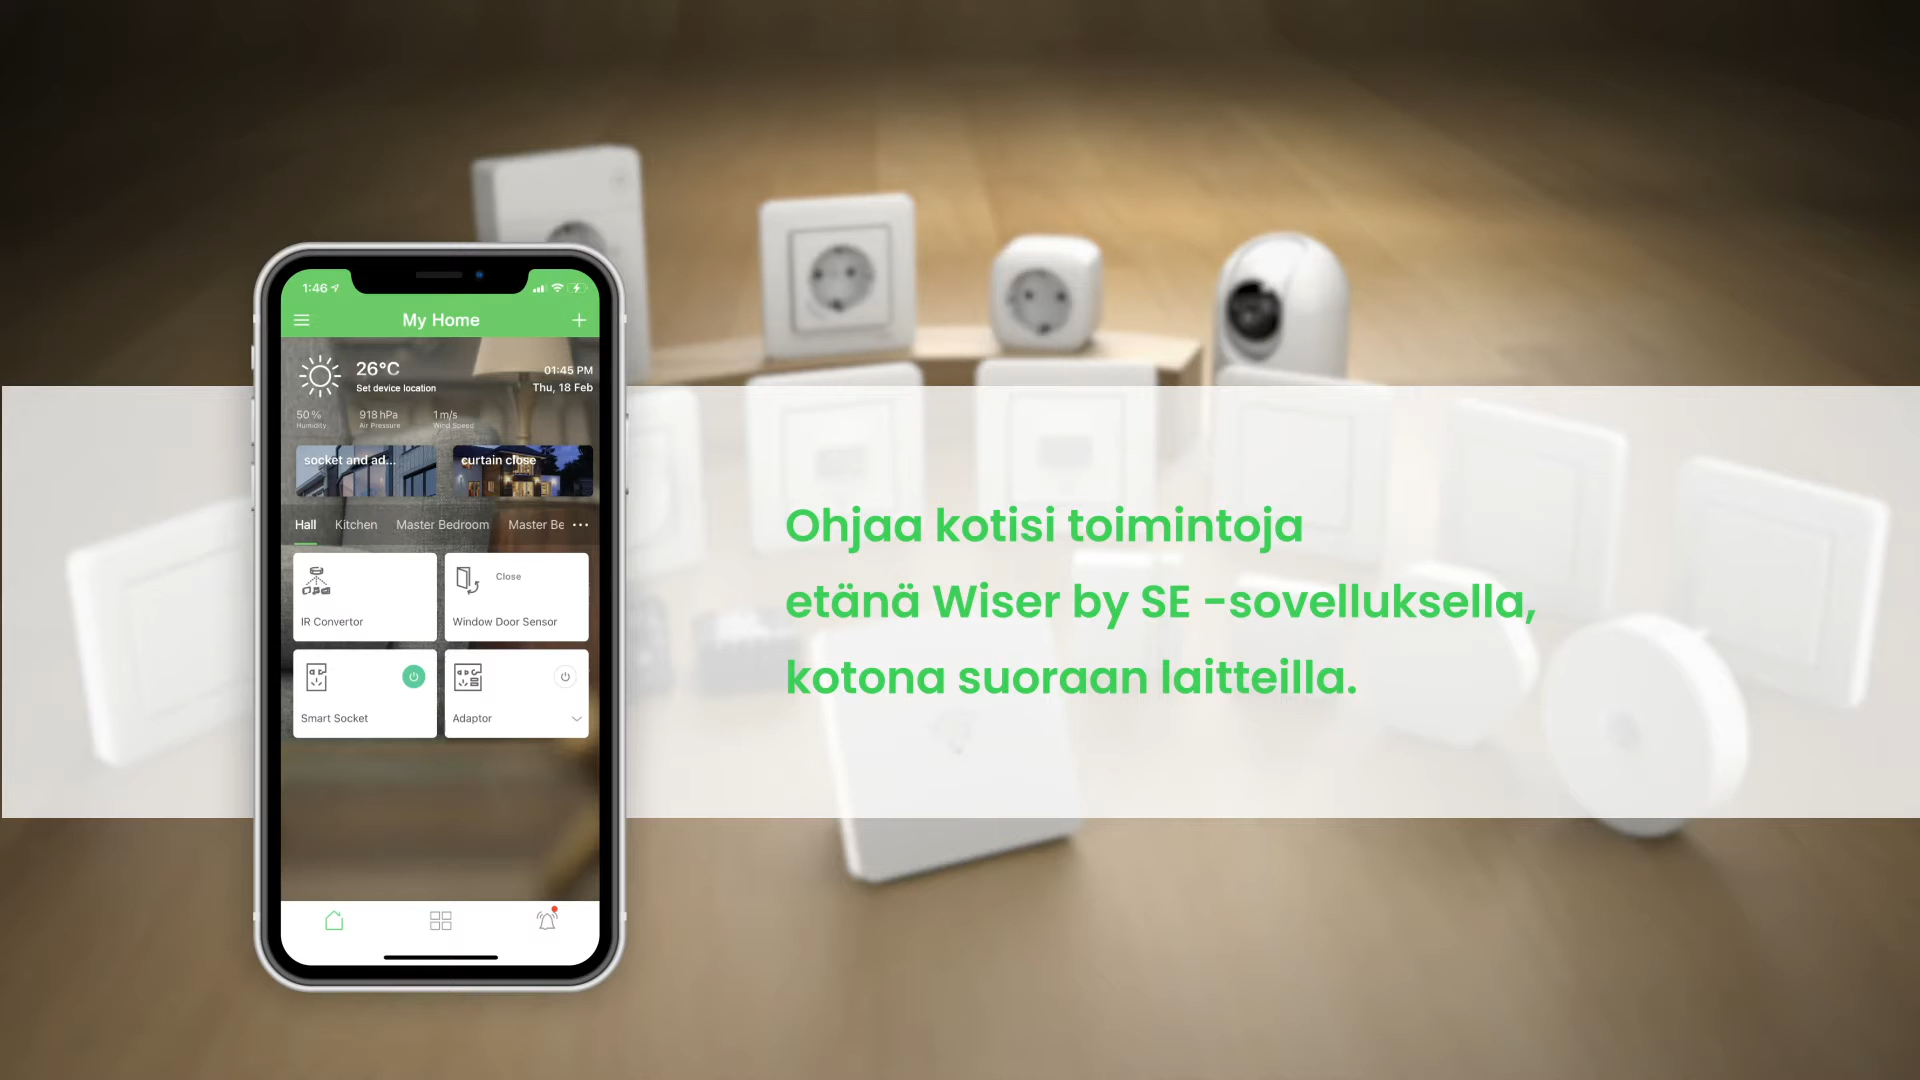 1:46
My Home
26°C
Set device location
01:45 PM
Thu, 18 Feb
50 %
Humidity
918 hPa
Air Pressure
1 m/s
Wind Speed
socket and ad...
curtain close
Hall
Kitchen
Master Bedroom
Master Be
IR Convertor
Close
Window Door Sensor
Smart Socket
Adaptor
Ohjaa kotisi toimintoja
etänä Wiser by SE -sovelluksella,
kotona suoraan laitteilla.